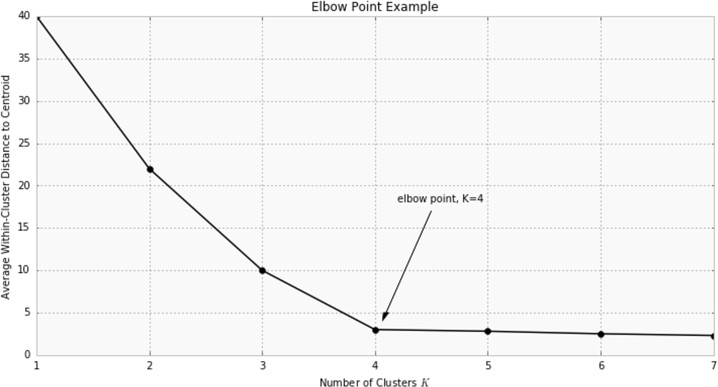 Elbow Point Example
40
35
30
25
20
15
10
5
0
Average Within-Cluster Distance to Centroid
elbow point, K=4
1 2 3 4 5 6 7
Number of Clusters K